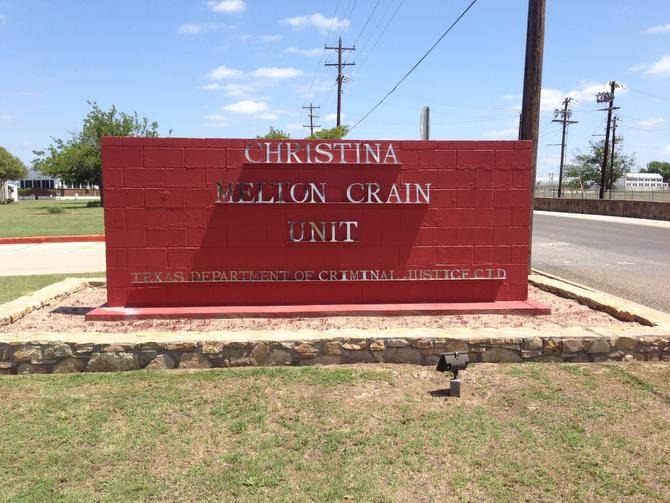 CHRISTINA
MELTON CRAIN
UNIT
TEXAS DEPARTMENT OF CRIMINAL JUSTICE C.I.D